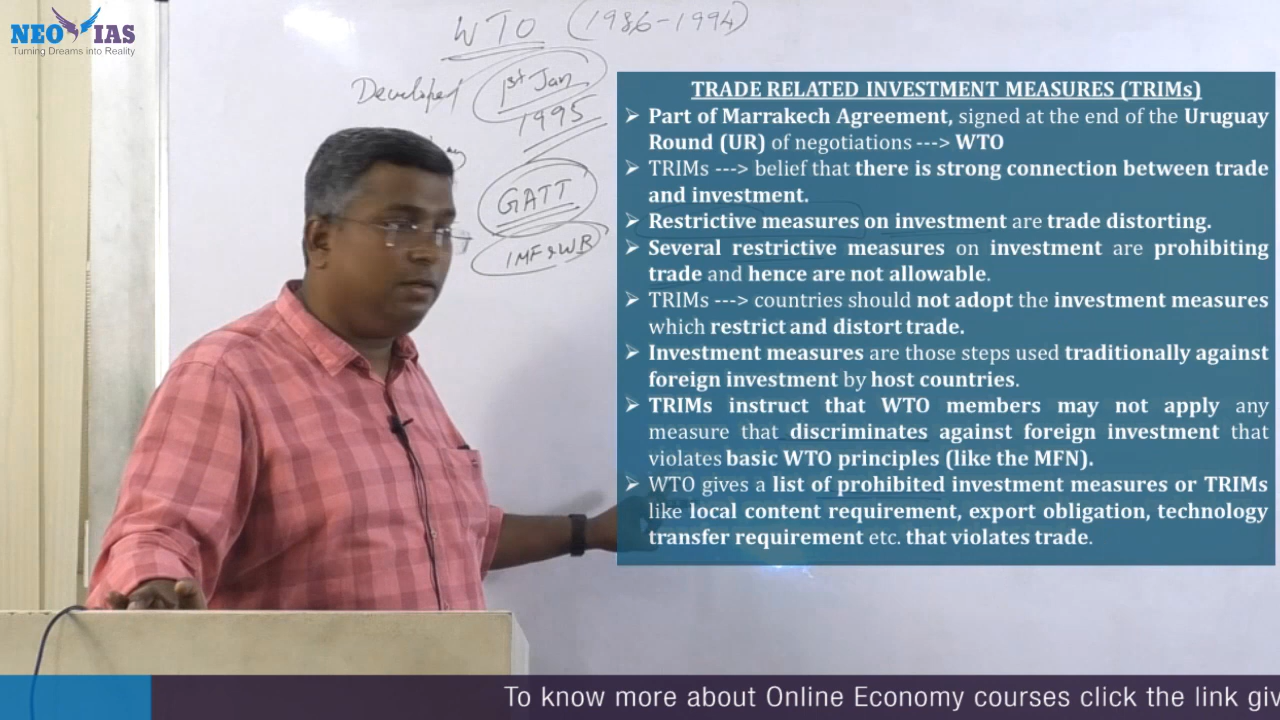 NEO IAS
Turning Dreams into Reality
WTO (1986-1994)
Developed
1st Jan
1995
GATT
IMF & WB
TRADE RELATED INVESTMENT MEASURES (TRIMs)
➢ Part of Marrakech Agreement, signed at the end of the Uruguay
Round (UR) of negotiations ---> WTO
➢ TRIMs ---> belief that there is strong connection between trade
and investment.
➢ Restrictive measures on investment are trade distorting.
➢ Several restrictive measures on investment are prohibiting
trade and hence are not allowable.
➢ TRIMs ---> countries should not adopt the investment measures
which restrict and distort trade.
➢ Investment measures are those steps used traditionally against
foreign investment by host countries.
➢ TRIMs instruct that WTO members may not apply any
measure that discriminates against foreign investment that
violates basic WTO principles (like the MFN).
➢ WTO gives a list of prohibited investment measures or TRIMs
like local content requirement, export obligation, technology
transfer requirement etc. that violates trade.
To know more about Online Economy courses click the link giv